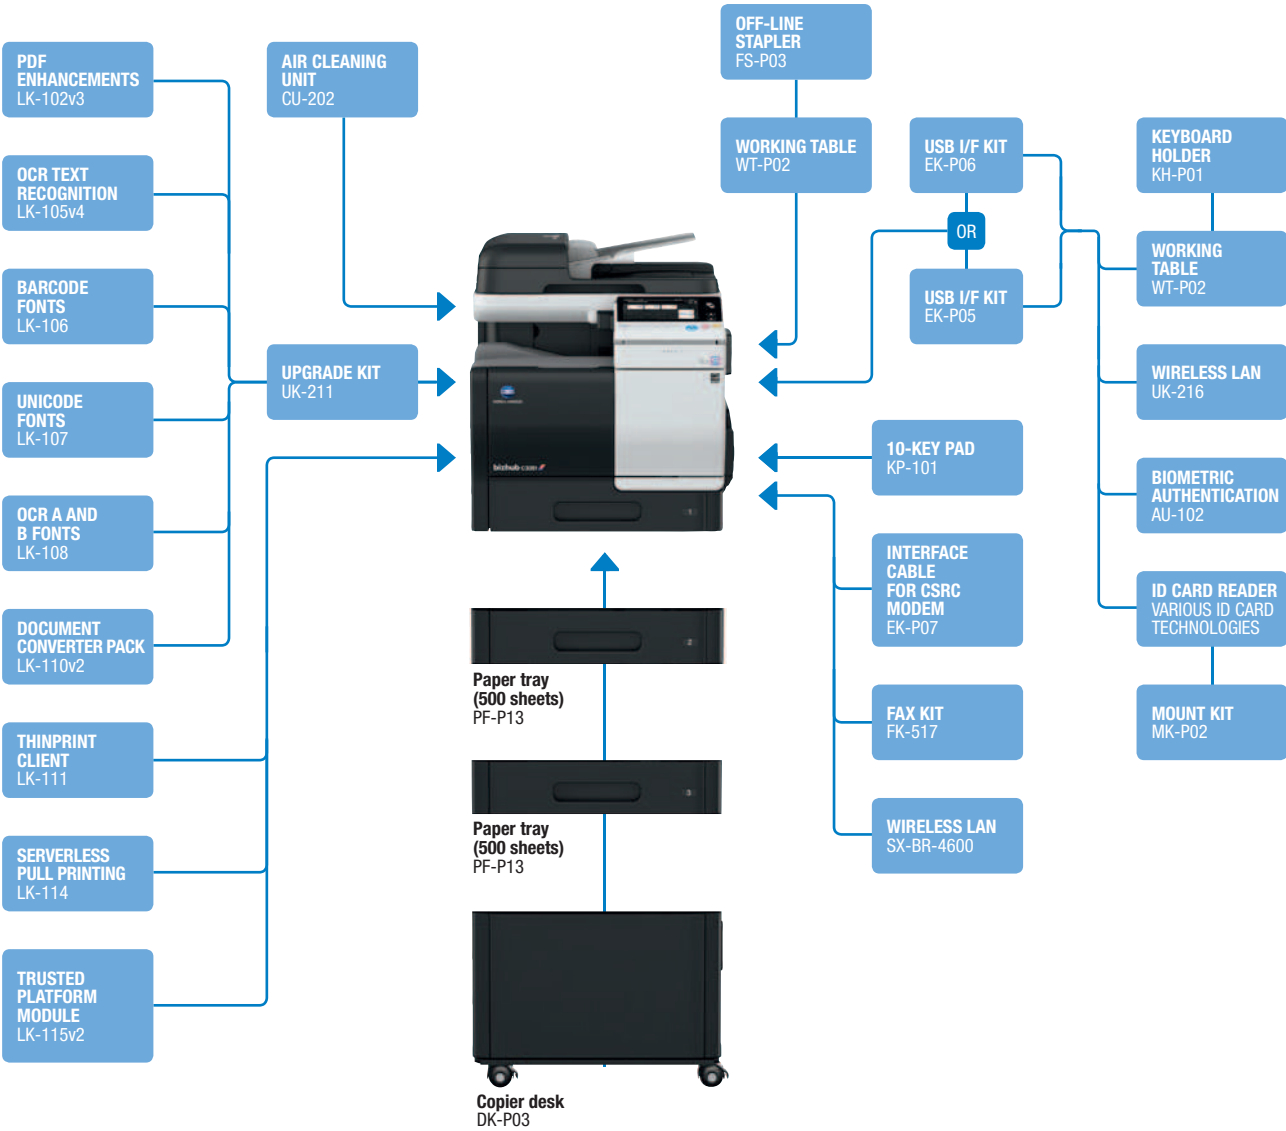 PDF
ENHANCEMENTS
LK-102v3
OCR TEXT
RECOGNITION
LK-105v4
BARCODE
FONTS
LK-106
UNICODE
FONTS
LK-107
OCR A AND
B FONTS
LK-108
DOCUMENT
CONVERTER PACK
LK-110v2
THINPRINT
CLIENT
LK-111
SERVERLESS
PULL PRINTING
LK-114
TRUSTED
PLATFORM
MODULE
LK-115v2
AIR CLEANING
UNIT
CU-202
UPGRADE KIT
UK-211
bizhub C3351
1
2
Paper tray
(500 sheets)
PF-P13
3
Paper tray
(500 sheets)
PF-P13
Copier desk
DK-P03
OFF-LINE
STAPLER
FS-P03
WORKING TABLE
WT-P02
USB I/F KIT
EK-P06
OR
USB I/F KIT
EK-P05
10-KEY PAD
KP-101
INTERFACE
CABLE
FOR CSRC
MODEM
EK-P07
FAX KIT
FK-517
WIRELESS LAN
SX-BR-4600
KEYBOARD
HOLDER
KH-P01
WORKING
TABLE
WT-P02
WIRELESS LAN
UK-216
BIOMETRIC
AUTHENTICATION
AU-102
ID CARD READER
VARIOUS ID CARD
TECHNOLOGIES
MOUNT KIT
MK-P02